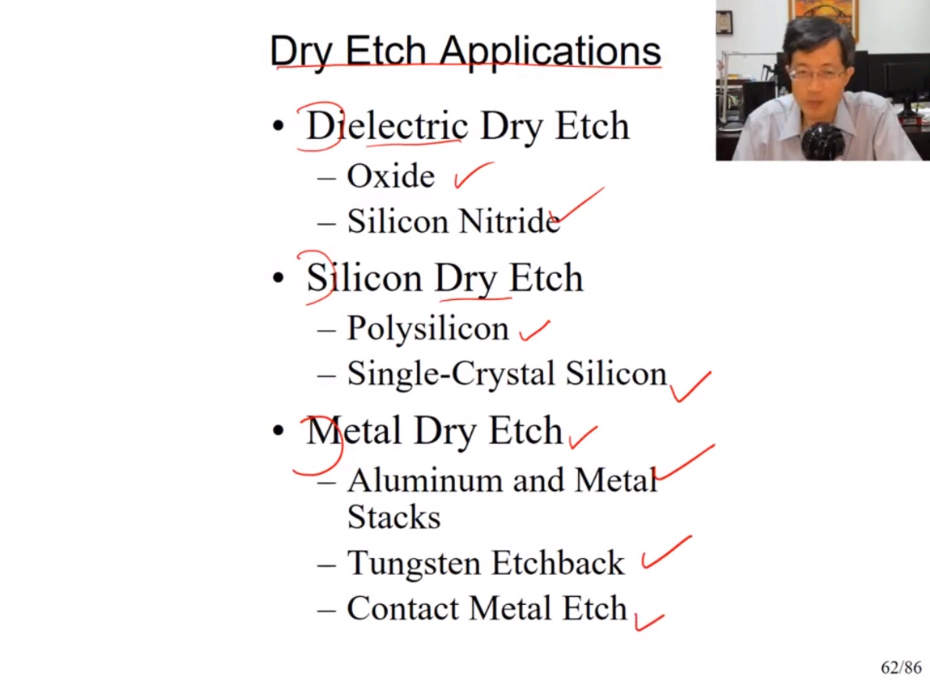 Dry Etch Applications
• Dielectric Dry Etch
– Oxide
– Silicon Nitride
• Silicon Dry Etch
– Polysilicon
– Single-Crystal Silicon
• Metal Dry Etch
– Aluminum and Metal
Stacks
– Tungsten Etchback
– Contact Metal Etch
62/86